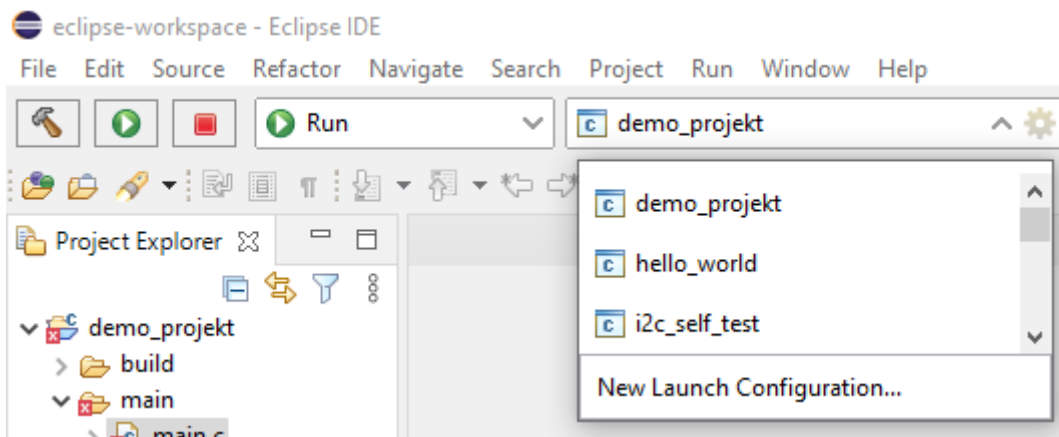 eclipse-workspace - Eclipse IDE
File Edit Source Refactor Navigate Search Project Run Window Help
Run
demo_projekt
demo_projekt
hello_world
i2c_self_test
New Launch Configuration...
Project Explorer
demo_projekt
build
main
main.c